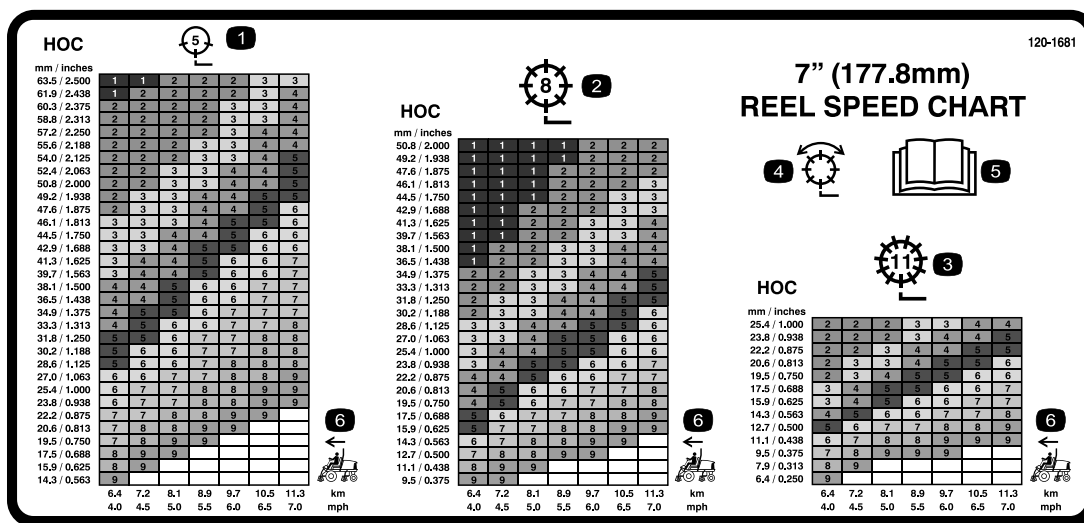 120-1681
7” (177.8mm)
REEL SPEED CHART
4
5
HOC
5
1
mm / inches
63.5 / 2.500 1 1 2 2 2 3 3
61.9 / 2.438 1 2 2 2 2 3 4
60.3 / 2.375 2 2 2 2 3 3 4
58.8 / 2.313 2 2 2 2 3 3 4
57.2 / 2.250 2 2 2 2 3 4 4
55.6 / 2.188 2 2 2 3 3 4 4
54.0 / 2.125 2 2 2 3 3 4 5
52.4 / 2.063 2 2 3 3 4 4 5
50.8 / 2.000 2 2 3 3 4 4 5
49.2 / 1.938 2 3 3 4 4 5 5
47.6 / 1.875 2 3 3 4 4 5 6
46.1 / 1.813 3 3 4 4 5 5 6
44.5 / 1.750 3 3 4 4 5 6 6
42.9 / 1.688 3 3 4 5 5 6 6
41.3 / 1.625 3 4 4 5 6 6 7
39.7 / 1.563 3 4 4 5 6 6 7
38.1 / 1.500 4 4 5 6 6 7 7
36.5 / 1.438 4 4 5 6 6 7 7
34.9 / 1.375 4 5 5 6 7 7 7
33.3 / 1.313 4 5 6 6 7 7 8
31.8 / 1.250 5 5 6 6 7 8 8
30.2 / 1.188 5 6 6 7 7 8 8
28.6 / 1.125 5 6 6 7 7 8 8
27.0 / 1.063 6 6 7 7 8 8 9
25.4 / 1.000 6 7 7 8 8 9 9
23.8 / 0.938 6 7 7 8 8 9 9
22.2 / 0.875 7 7 8 8 9 9
20.6 / 0.813 7 7 8 8 9 9
19.5 / 0.750 7 8 9 9
17.5 / 0.688 7 8 9 9
15.9 / 0.625 8 9
14.3 / 0.563 9
6.4 7.2 8.1 8.9 9.7 10.5 11.3 km
4.0 4.5 5.0 5.5 6.0 6.5 7.0 mph
6
HOC
8
2
mm / inches
50.8 / 2.000 1 1 1 1 2 2 2
49.2 / 1.938 1 1 1 1 2 2 2
47.6 / 1.875 1 1 1 2 2 2 2
46.1 / 1.813 1 1 1 2 2 2 3
44.5 / 1.750 1 1 1 2 2 3 3
42.9 / 1.688 1 1 2 2 2 3 3
41.3 / 1.625 1 1 2 2 3 3 4
39.7 / 1.563 1 1 2 2 3 3 4
38.1 / 1.500 1 2 2 3 3 4 4
36.5 / 1.438 1 2 2 3 3 4 4
34.9 / 1.375 2 2 3 3 4 4 5
33.3 / 1.313 2 2 3 3 4 4 5
31.8 / 1.250 2 3 3 4 4 5 5
30.2 / 1.188 2 3 3 4 4 5 6
28.6 / 1.125 3 3 4 4 5 5 6
27.0 / 1.063 3 3 4 5 5 6 6
25.4 / 1.000 3 4 4 5 5 6 6
23.8 / 0.938 3 4 5 5 6 6 7
22.2 / 0.875 4 4 5 6 6 7 7
20.6 / 0.813 4 5 6 6 7 7 8
19.5 / 0.750 4 5 6 6 7 7 8
17.5 / 0.688 5 6 7 7 8 8 9
15.9 / 0.625 5 7 7 8 8 9 9
14.3 / 0.563 6 7 8 8 9 9
12.7 / 0.500 7 8 8 9 9
11.1 / 0.438 8 8 9
9.5 / 0.375 9 9
6.4 7.2 8.1 8.9 9.7 10.5 11.3 km
4.0 4.5 5.0 5.5 6.0 6.5 7.0 mph
6
HOC
11
3
mm / inches
25.4 / 1.000 2 2 2 3 3 4 4
23.8 / 0.938 2 2 2 3 4 4 5
22.2 / 0.875 2 2 3 4 4 5 5
20.6 / 0.813 2 3 3 4 5 5 6
19.5 / 0.750 2 3 4 5 5 6 6
17.5 / 0.688 3 4 5 5 6 6 7
15.9 / 0.625 3 4 5 6 6 7 7
14.3 / 0.563 4 5 6 6 7 7 8
12.7 / 0.500 5 6 7 7 8 8 9
11.1 / 0.438 6 7 8 8 9 9 9
9.5 / 0.375 7 8 9 9
7.9 / 0.313 8 9
6.4 / 0.250 9
6.4 7.2 8.1 8.9 9.7 10.5 11.3 km
4.0 4.5 5.0 5.5 6.0 6.5 7.0 mph
6